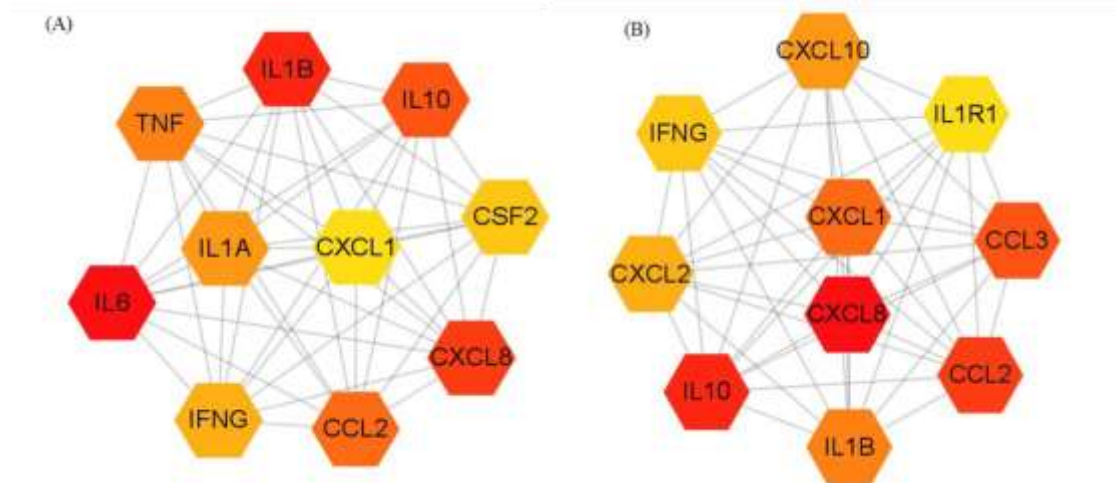 (A)
IL1B
IL10
TNF
CSF2
IL1A
CXCL1
IL6
CXCL8
IFNG
CCL2
(B)
CXCL10
IL1R1
IFNG
CXCL1
CCL3
CXCL2
CXCL8
CCL2
IL10
IL1B